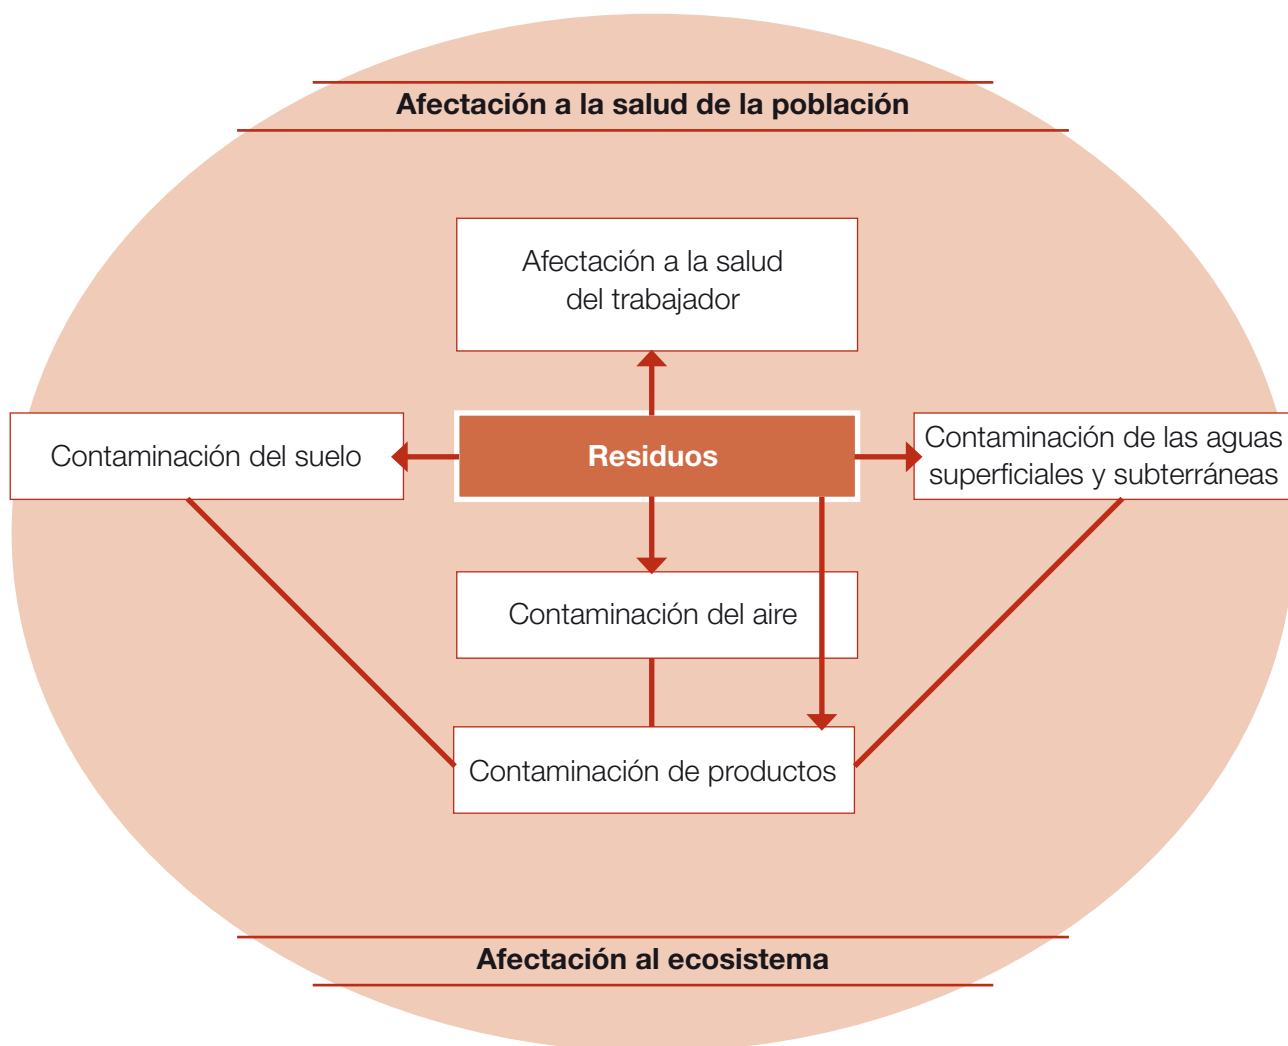 Afectación a la salud de la población
Afectación a la salud
del trabajador
Contaminación del suelo
Residuos
Contaminación de las aguas
superficiales y subterráneas
Contaminación del aire
Contaminación de productos
Afectación al ecosistema